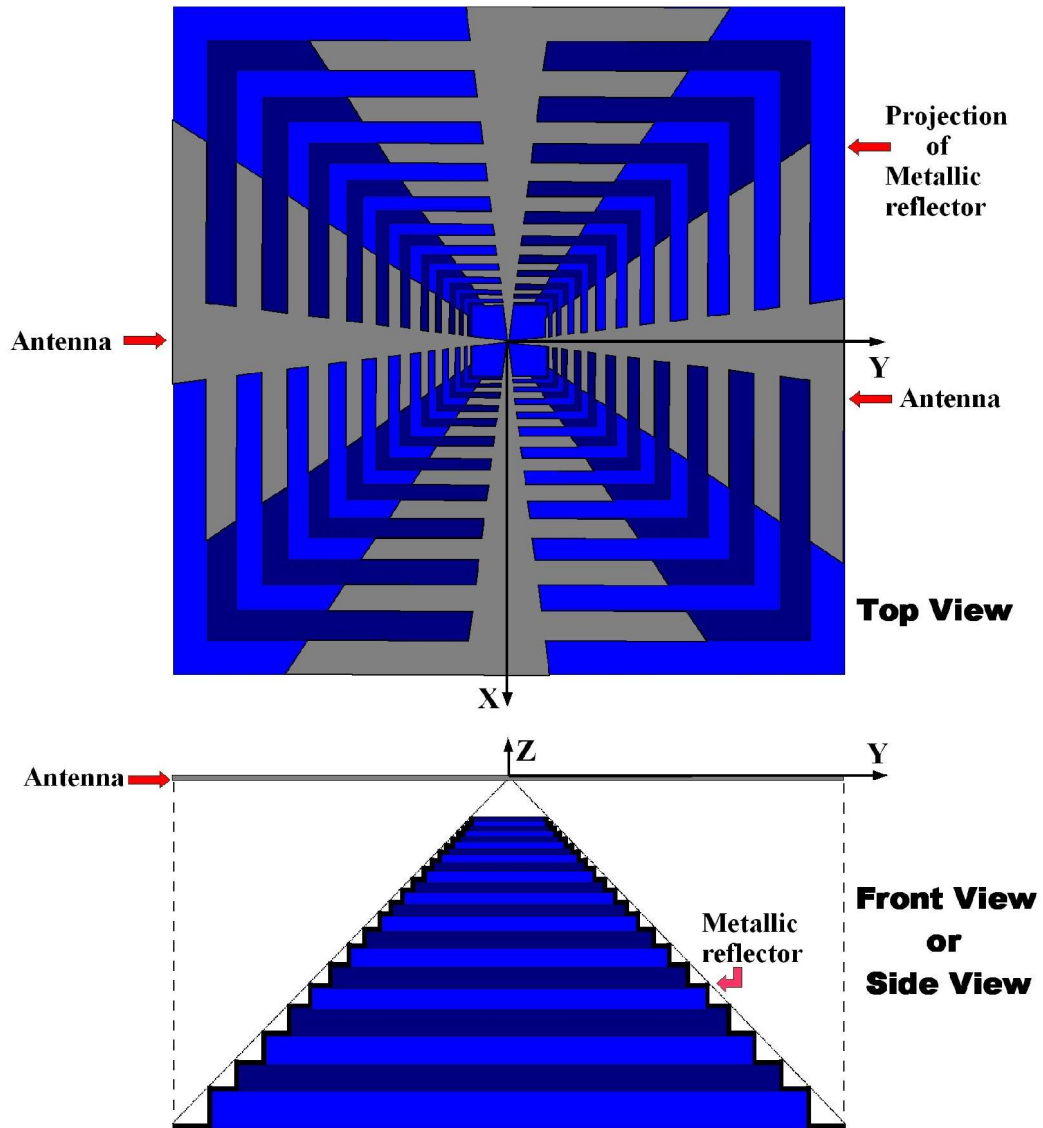 Projection
of
Metallic
reflector
Antenna
Y
Antenna
Top View
X
Z
Y
Antenna
Front View
or
Side View
Metallic
reflector